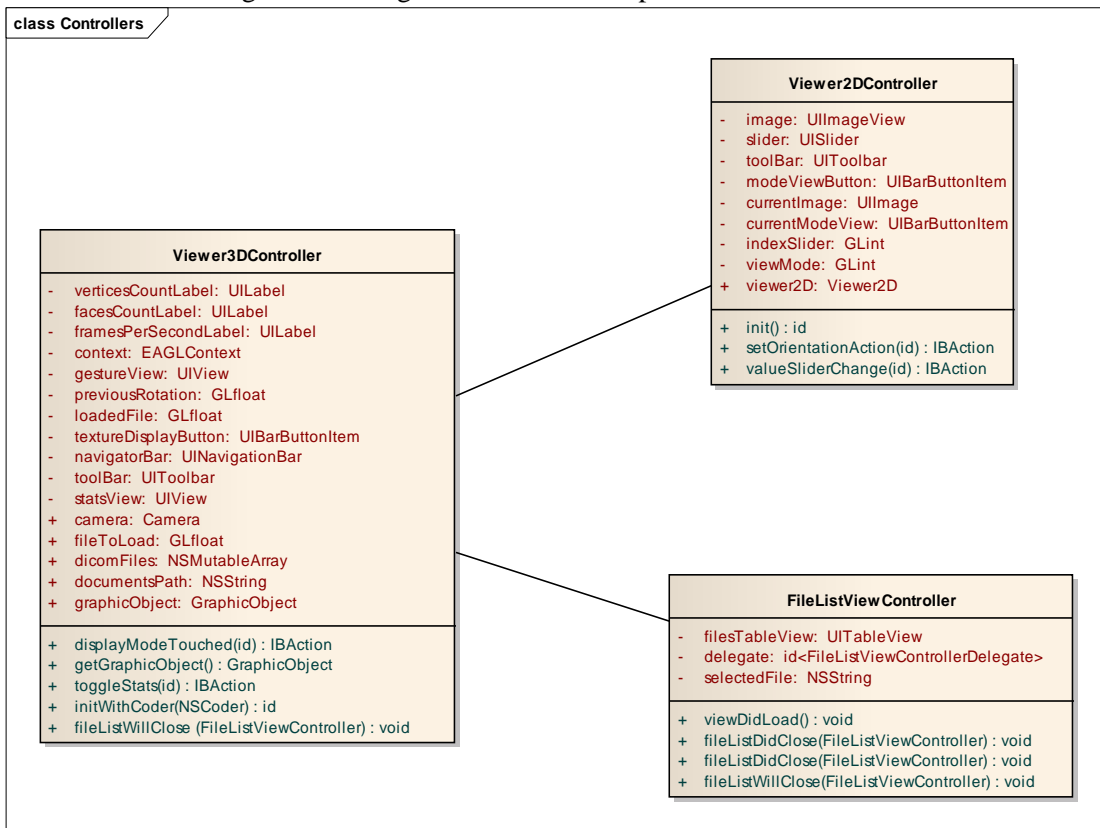 class Controllers
Viewer2DController
- image: UIImageView
- slider: UISlider
- toolBar: UIToolbar
- modeViewButton: UIBarButtonItem
- currentImage: UIImage
- currentModeView: UIBarButtonItem
- indexSlider: GLint
- viewMode: GLint
+ viewer2D: Viewer2D
+ init() : id
+ setOrientationAction(id) : IBAction
+ valueSliderChange(id) : IBAction
Viewer3DController
- verticesCountLabel: UILabel
- facesCountLabel: UILabel
- framesPerSecondLabel: UILabel
- context: EAGLContext
- gestureView: UIView
- previousRotation: GLfloat
- loadedFile: GLfloat
- textureDisplayButton: UIBarButtonItem
- navigatorBar: UINavigationBar
- toolBar: UIToolbar
- statsView: UIView
+ camera: Camera
+ fileToLoad: GLfloat
+ dicomFiles: NSMutableArray
+ documentsPath: NSString
+ graphicObject: GraphicObject
+ displayModeTouched(id) : IBAction
+ getGraphicObject() : GraphicObject
+ toggleStats(id) : IBAction
+ initWithCoder(NSCoder) : id
+ fileListWillClose (FileListViewController) : void
FileListViewController
- filesTableView: UITableView
- delegate: id<FileListViewControllerDelegate>
- selectedFile: NSString
+ viewDidLoad() : void
+ fileListDidClose(FileListViewController) : void
+ fileListDidClose(FileListViewController) : void
+ fileListWillClose(FileListViewController) : void